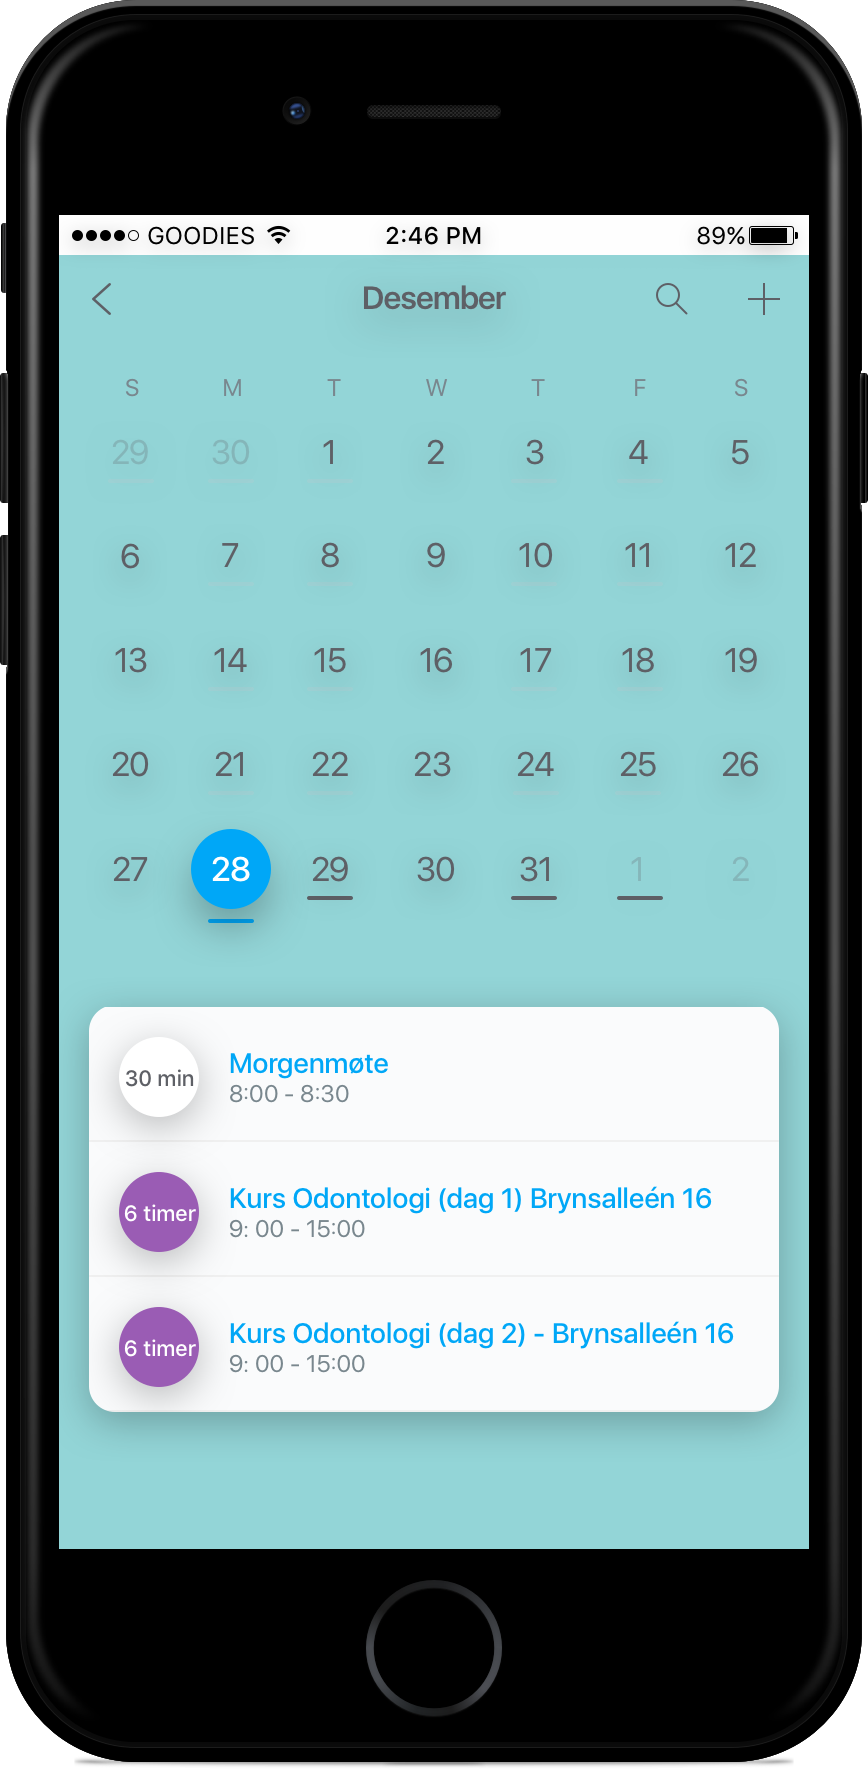 GOODIES 2:46 PM 89%
Desember
S M T W T F S
29 30 1 2 3 4 5
6 7 8 9 10 11 12
13 14 15 16 17 18 19
20 21 22 23 24 25 26
27 28 29 30 31 1 2
30 min
Morgenmøte
8:00 - 8:30
6 timer
Kurs Odontologi (dag 1) Brynsalleén 16
9: 00 - 15:00
6 timer
Kurs Odontologi (dag 2) - Brynsalleén 16
9: 00 - 15:00